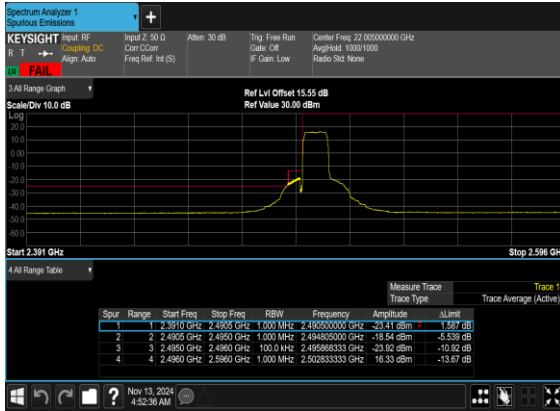 Spectrum Analyzer 1
Spurious Emissions
KEYSIGHT Input: RF Input Z: 50 Ω Atten: 30 dB Trig: Free Run Center Freq: 22.005000000 GHz
R T Coupling: DC Corr CCorr Gate: Off Avg|Hold: 1000/1000
Align: Auto Freq Ref: Int (S) IF Gain: Low Radio Std: None
FAIL
3 All Range Graph
Ref Lvl Offset 15.55 dB
Scale/Div 10.0 dB Ref Value 30.00 dBm
Log
20.0
10.0
0.00
-10.0
-20.0
-30.0
-40.0
-50.0
-60.0
Start 2.391 GHz Stop 2.596 GH
4 All Range Table
Measure Trace Trace 1
Trace Type Trace Average (Active)
Spur Range Start Freq Stop Freq RBW Frequency Amplitude ΔLimit
1 1 2.3910 GHz 2.4905 GHz 1.000 MHz 2.490500000 GHz -23.41 dBm F 1.587 dB
2 2 2.4905 GHz 2.4950 GHz 1.000 MHz 2.494805000 GHz -18.54 dBm -5.539 dB
3 3 2.4950 GHz 2.4960 GHz 100.0 kHz 2.495868333 GHz -23.92 dBm -10.92 dB
4 4 2.4960 GHz 2.5960 GHz 1.000 MHz 2.502833333 GHz 16.33 dBm -13.67 dB
Nov 13, 2024
4:52:36 AM